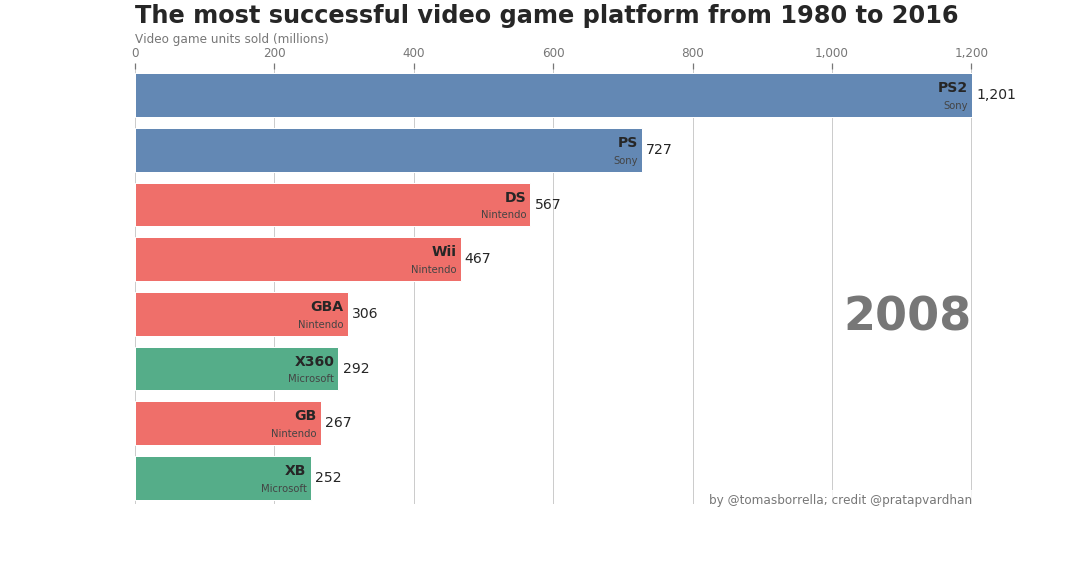 The most successful video game platform from 1980 to 2016
Video game units sold (millions)
0 200 400 600 800 1,000 1,200
PS2 1,201
Sony
PS 727
Sony
DS 567
Nintendo
Wii 467
Nintendo
GBA 306
Nintendo
2008
X360 292
Microsoft
GB 267
Nintendo
XB 252
Microsoft
by @tomasborrella; credit @pratapvardhan